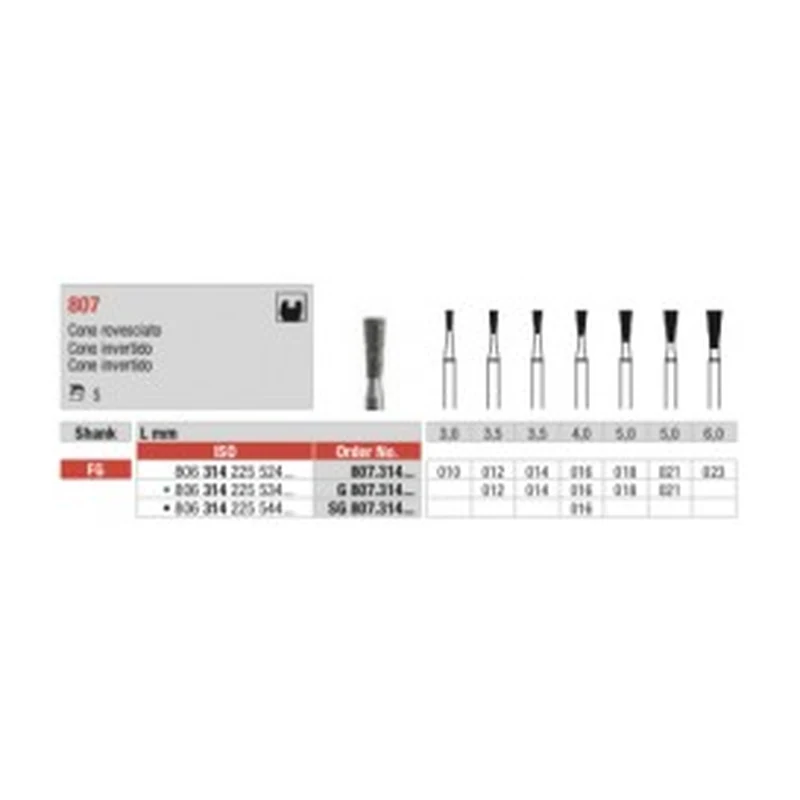 807
Cono rovesciato
Cono invertido
Cone invertido
5
Shank L mm 3,0 3,5 3,5 4,0 5,0 5,0 6,0
ISO Order No.
FG 806 314 225 524... 807.314... 010 012 014 016 018 021 023
• 806 314 225 534... G 807.314... 012 014 016 018 021
• 806 314 225 544... SG 807.314... 016